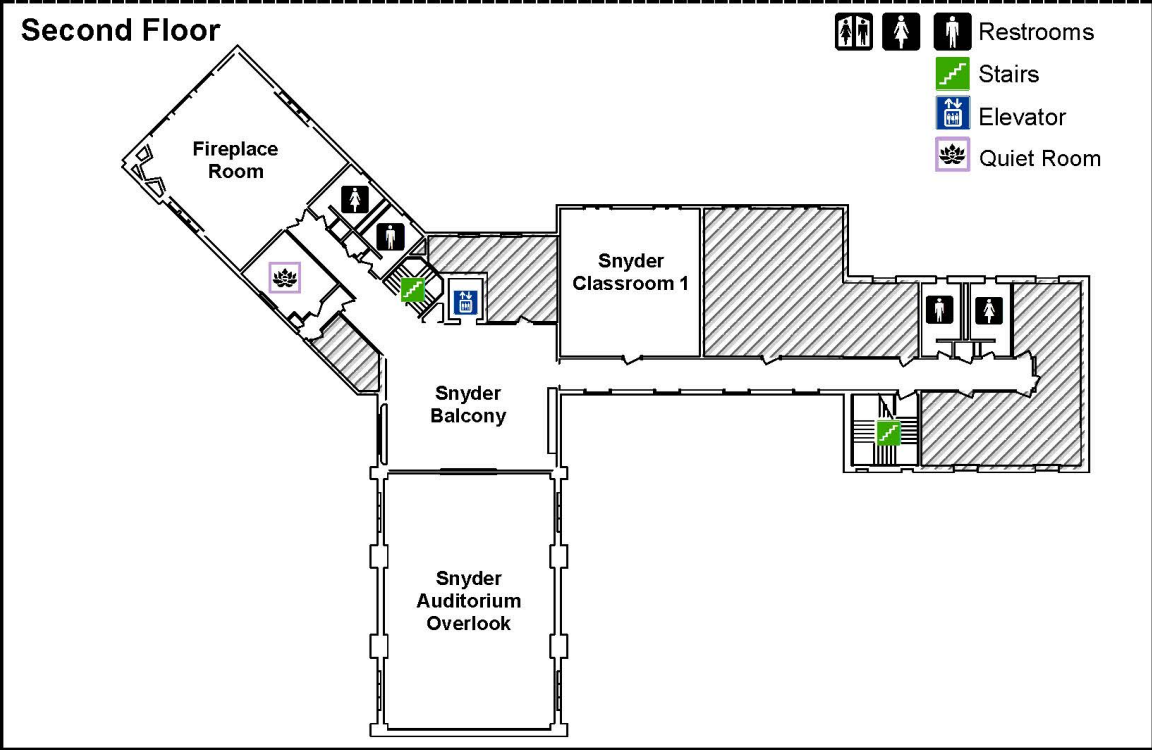 Second Floor
Restrooms
Stairs
Elevator
Quiet Room
Fireplace
Room
Snyder
Classroom 1
Snyder
Balcony
Snyder
Auditorium
Overlook